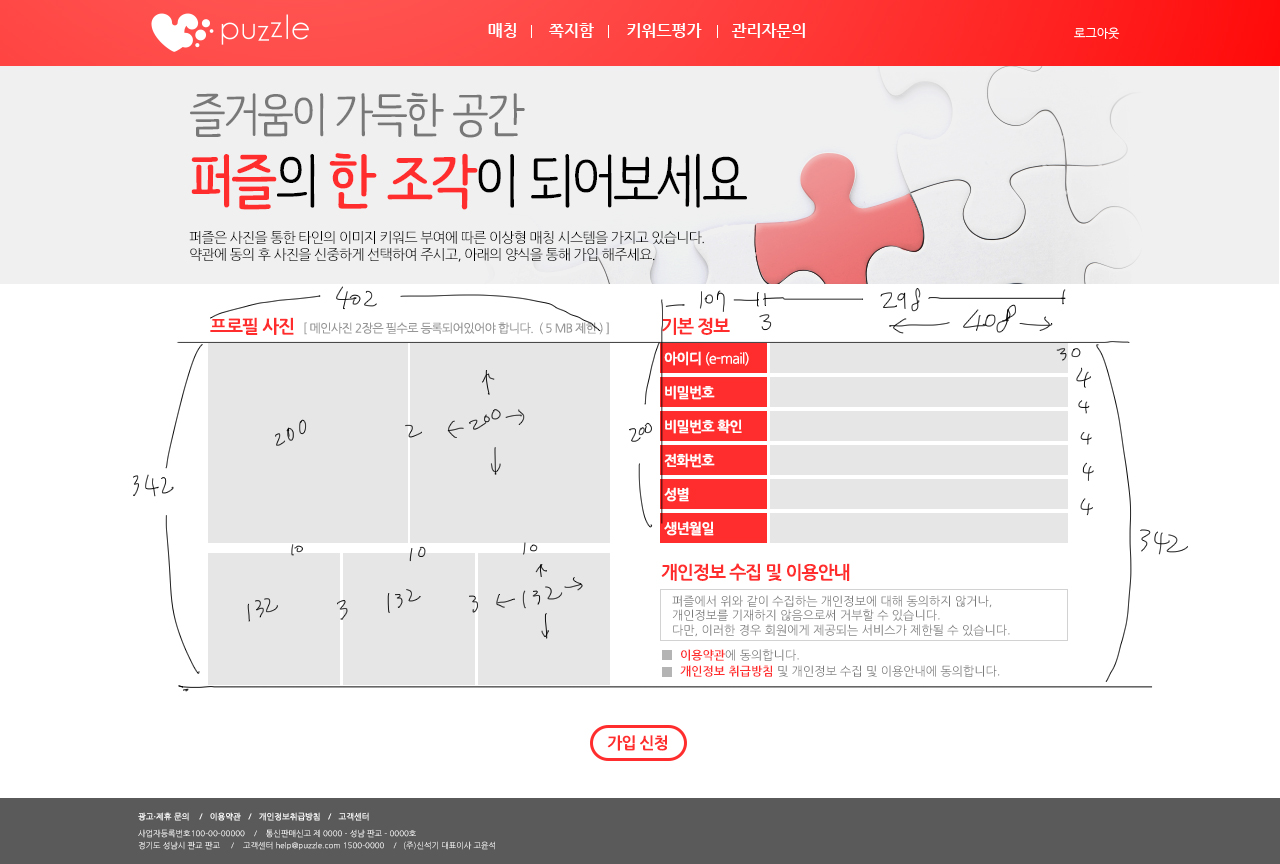 puzzle
매칭 | 쪽지함 | 키워드평가 | 관리자문의
로그아웃
즐거움이 가득한 공간
퍼즐의 한 조각이 되어보세요
퍼즐은 사진을 통한 타인의 이미지 키워드 부여에 따른 이상형 매칭 시스템을 가지고 있습니다.
약관에 동의 후 사진을 신중하게 선택하여 주시고, 아래의 양식을 통해 가입 해주세요.
402
프로필 사진 [ 메인사진 2장은 필수로 등록되어있어야 합니다. ( 5 MB 제한 ) ]
342
200
2
200
10
10
10
132
3
132
3
132
107
3
298
408
기본 정보
아이디 (e-mail)
비밀번호
비밀번호 확인
전화번호
성별
생년월일
200
30
4
4
4
4
4
342
개인정보 수집 및 이용안내
퍼즐에서 위와 같이 수집하는 개인정보에 대해 동의하지 않거나,
개인정보를 기재하지 않음으로써 거부할 수 있습니다.
다만, 이러한 경우 회원에게 제공되는 서비스가 제한될 수 있습니다.
이용약관에 동의합니다.
개인정보 취급방침 및 개인정보 수집 및 이용안내에 동의합니다.
가입 신청
광고·제휴 문의 / 이용약관 / 개인정보취급방침 / 고객센터
사업자등록번호100-00-00000 / 통신판매신고 제 0000 - 성남 판교 - 0000호
경기도 성남시 판교 판교 / 고객센터 help@puzzle.com 1500-0000 / (주)신석기 대표이사 고윤석